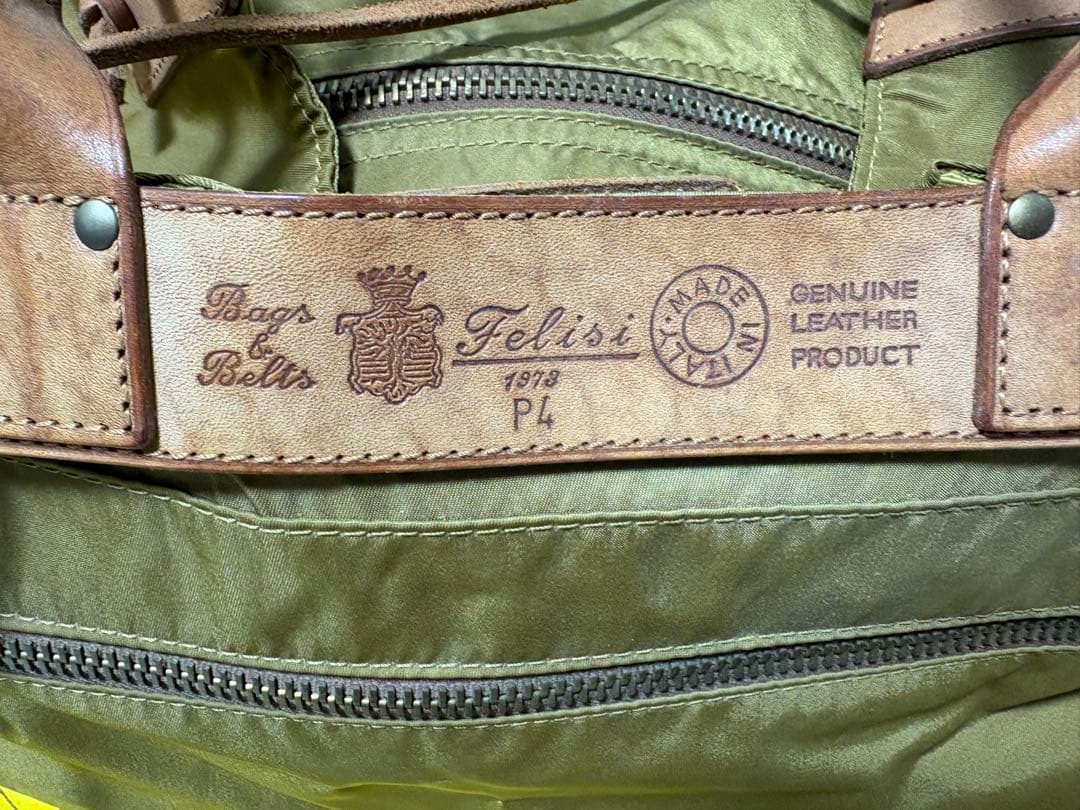 Bags
&
Belts
Felisi
1973
P4
MADE IN ITALY
GENUINE
LEATHER
PRODUCT